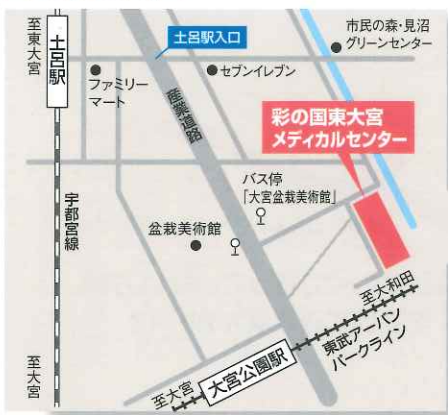 至東大宮
土呂駅
土呂駅入口
市民の森・見沼
グリーンセンター
ファミリー
マート
セブンイレブン
産業道路
彩の国東大宮
メディカルセンター
バス停
「大宮盆栽美術館」
宇都宮線
盆栽美術館
至大和田
東武アーバン
パークライン
大宮公園駅
至大宮
至大宮